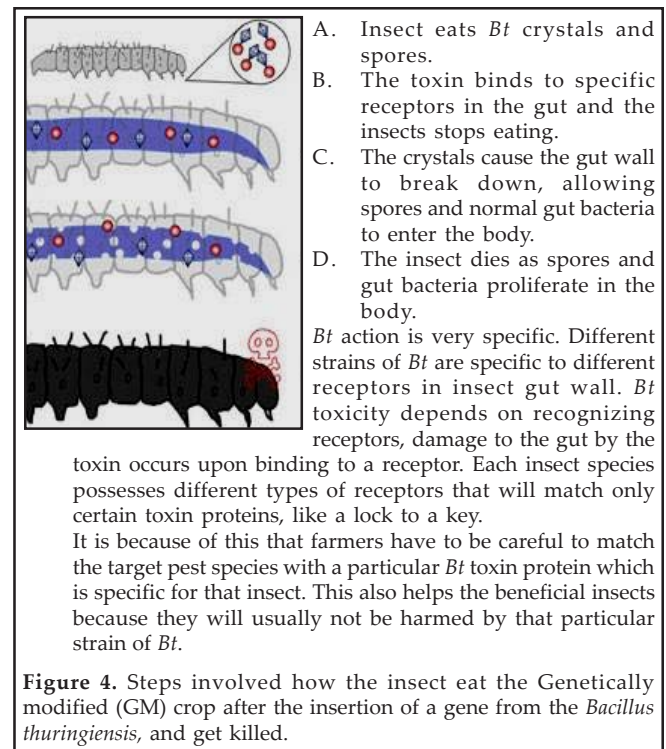 A. Insect eats Bt crystals and
spores.
B. The toxin binds to specific
receptors in the gut and the
insects stops eating.
C. The crystals cause the gut wall
to break down, allowing
spores and normal gut bacteria
to enter the body.
D. The insect dies as spores and
gut bacteria proliferate in the
body.
Bt action is very specific. Different
strains of Bt are specific to different
receptors in insect gut wall. Bt
toxicity depends on recognizing
receptors, damage to the gut by the
toxin occurs upon binding to a receptor. Each insect species
possesses different types of receptors that will match only
certain toxin proteins, like a lock to a key.
It is because of this that farmers have to be careful to match
the target pest species with a particular Bt toxin protein which
is specific for that insect. This also helps the beneficial insects
because they will usually not be harmed by that particular
strain of Bt.
Figure 4. Steps involved how the insect eat the Genetically
modified (GM) crop after the insertion of a gene from the Bacillus
thuringiensis, and get killed.